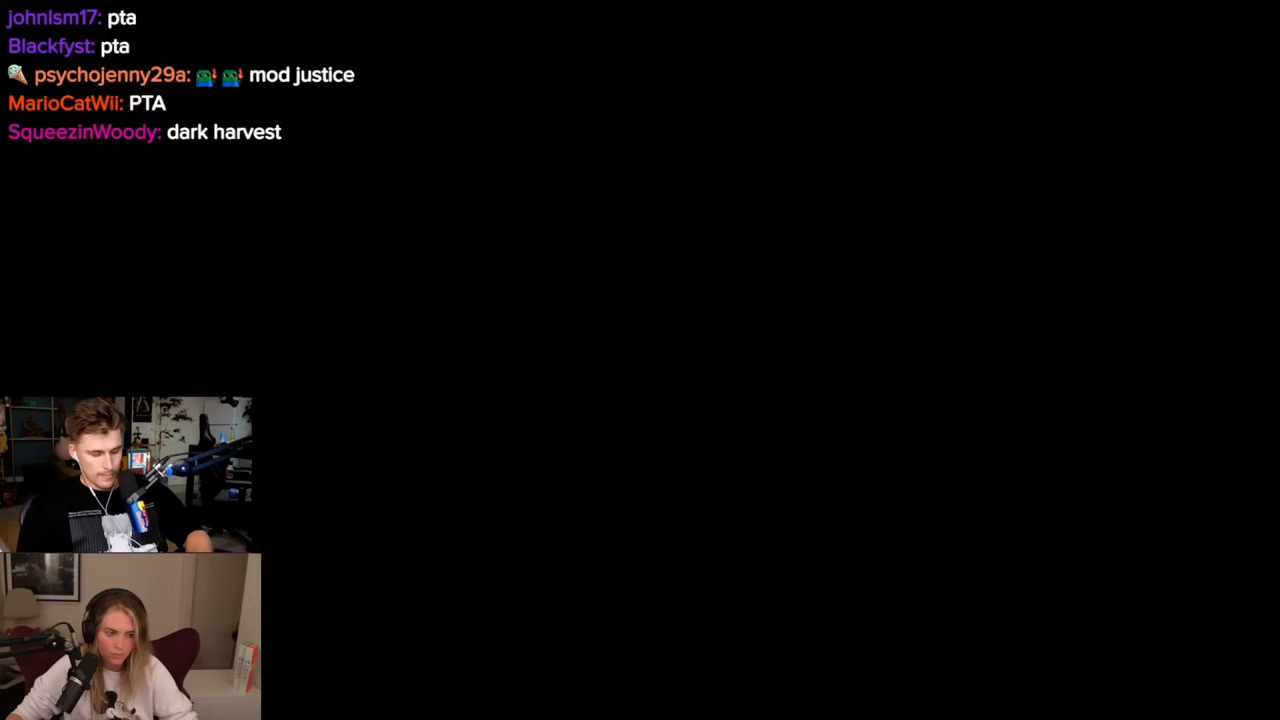 johnlsm17: pta
Blackfyst: pta
psychojenny29a: mod justice
MarioCatWii: PTA
SqueezinWoody: dark harvest